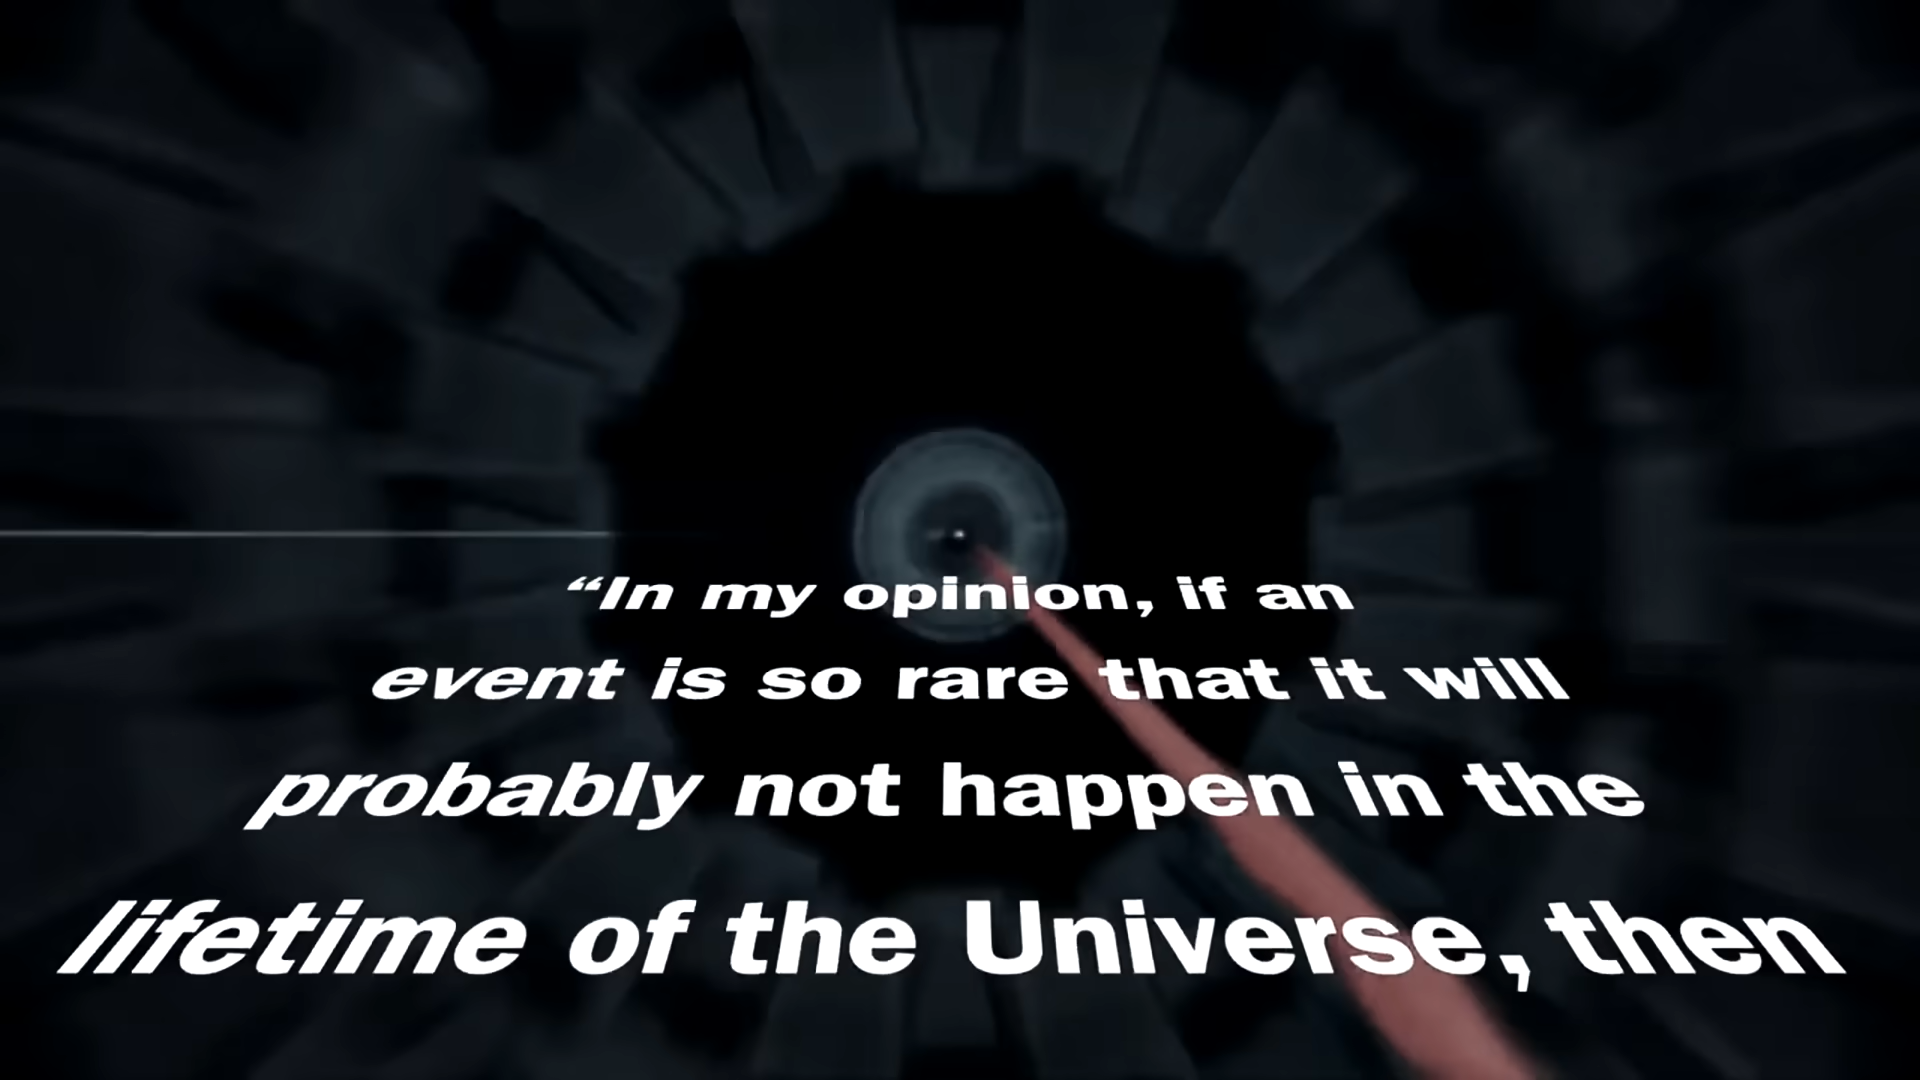 “In my opinion, if an
event is so rare that it will
probably not happen in the
lifetime of the Universe, then